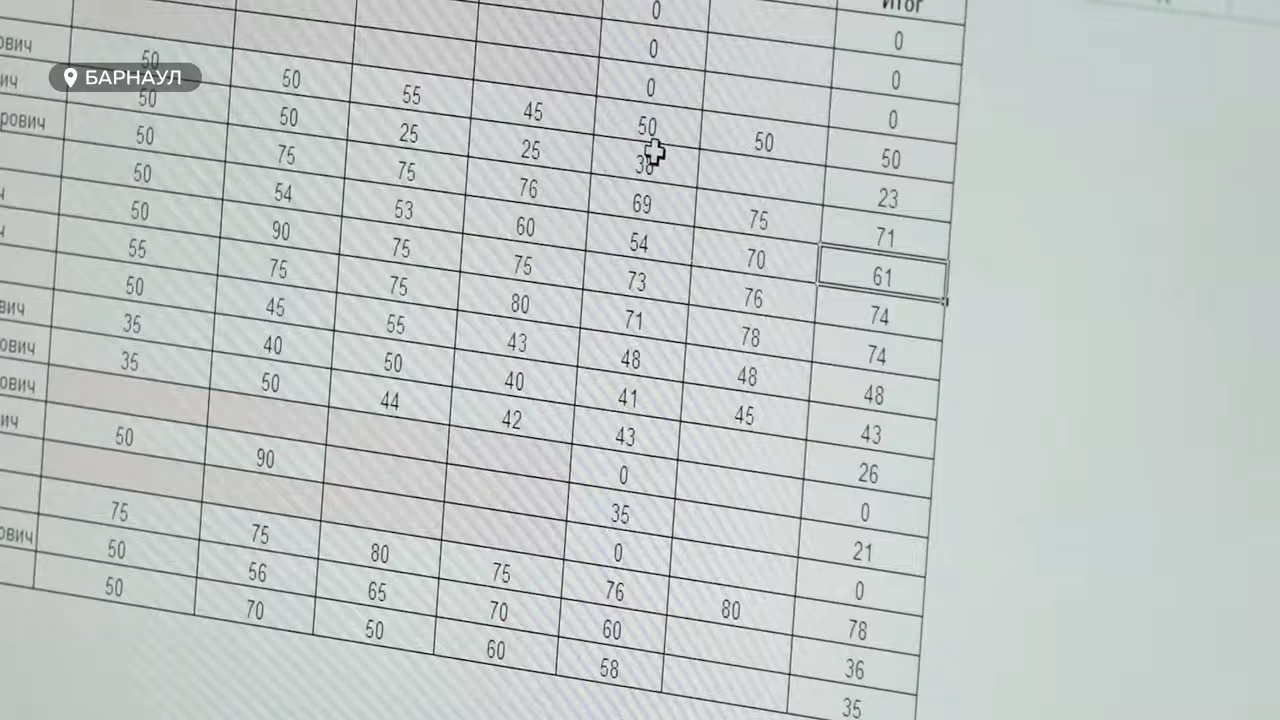 Итог
0 0
0 0
0 0
ович 50 50 55 45 50 50 50
ич 50 50 25 25 38 23
рович 50 75 75 76 69 75 71
50 54 53 60 54 70 61
ч 50 90 75 75 73 76 74
ч 55 75 75 80 71 78 74
50 45 55 43 48 48 48
вич 35 40 50 40 41 45 43
ович 35 50 44 42 43 26
ович 0 0
ич 50 90 35 21
0 0
75 75 80 75 76 80 78
ович 50 56 65 70 60 36
50 70 50 60 58 35
БАРНАУЛ